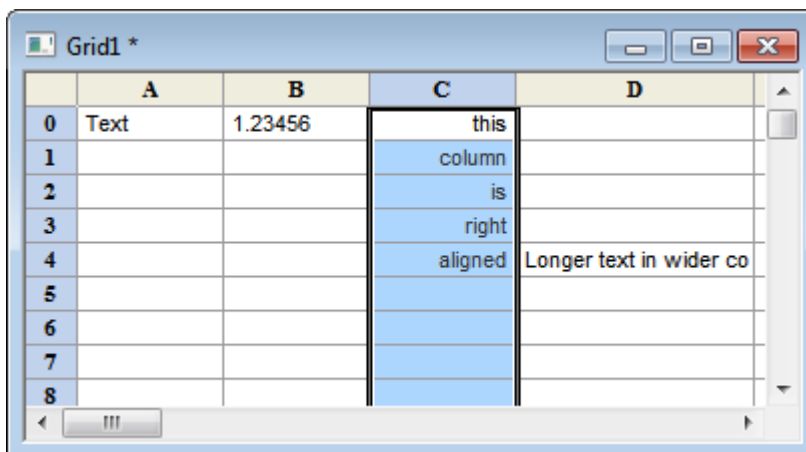 Grid1 *
A B C D
0 Text 1.23456 this
1 column
2 is
3 right
4 aligned Longer text in wider co
5
6
7
8